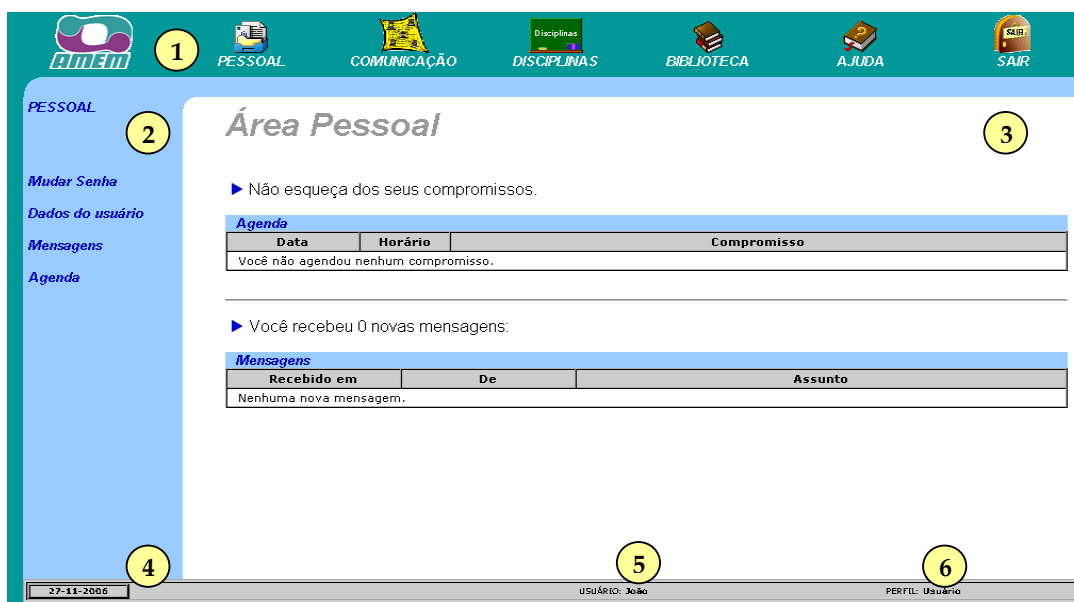 AMEM
1
Disciplinas
SAIR
PESSOAL COMUNICAÇÃO DISCIPLINAS BIBLIOTECA AJUDA SAIR
PESSOAL
2
Mudar Senha
Dados do usuário
Mensagens
Agenda
Área Pessoal
3
Não esqueça dos seus compromissos.
Agenda
Data Horário Compromisso
Você não agendou nenhum compromisso.
Você recebeu 0 novas mensagens:
Mensagens
Recebido em De Assunto
Nenhuma nova mensagem.
4
5
6
27-11-2006 USUÁRIO: João PERFIL: Usuário